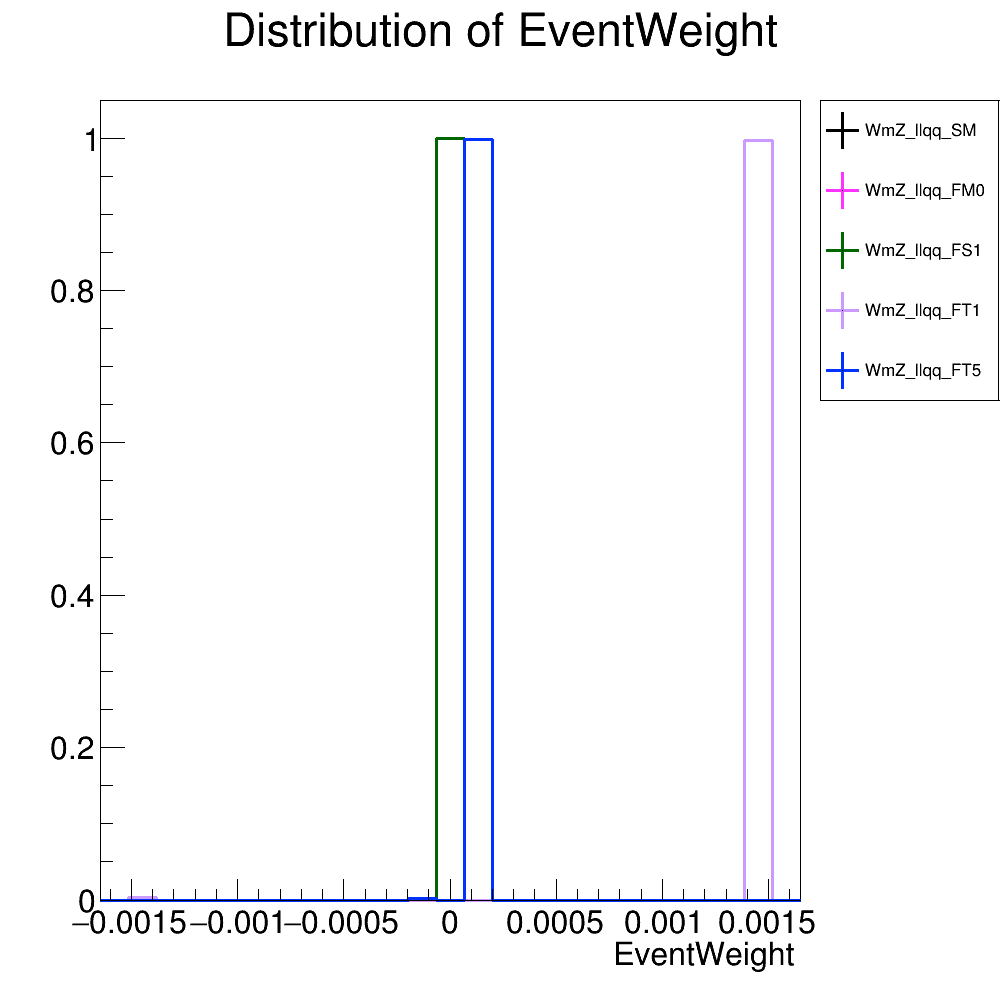 Distribution of EventWeight
WmZ_llqq_SM
WmZ_llqq_FM0
WmZ_llqq_FS1
WmZ_llqq_FT1
WmZ_llqq_FT5
1
0.8
0.6
0.4
0.2
0
−0.0015 −0.001 −0.0005 0 0.0005 0.001 0.0015
EventWeight